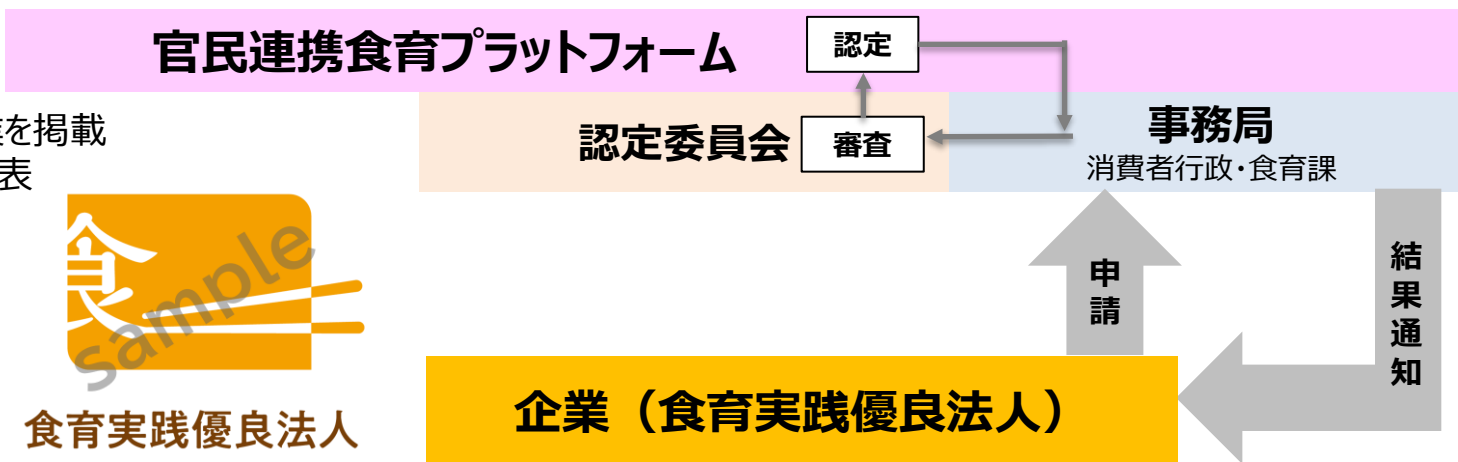 官民連携食育プラットフォーム
認定
を掲載
表
認定委員会
審査
事務局
消費者行政・食育課
食
sample
食育実践優良法人
申請
結果通知
企業（食育実践優良法人）